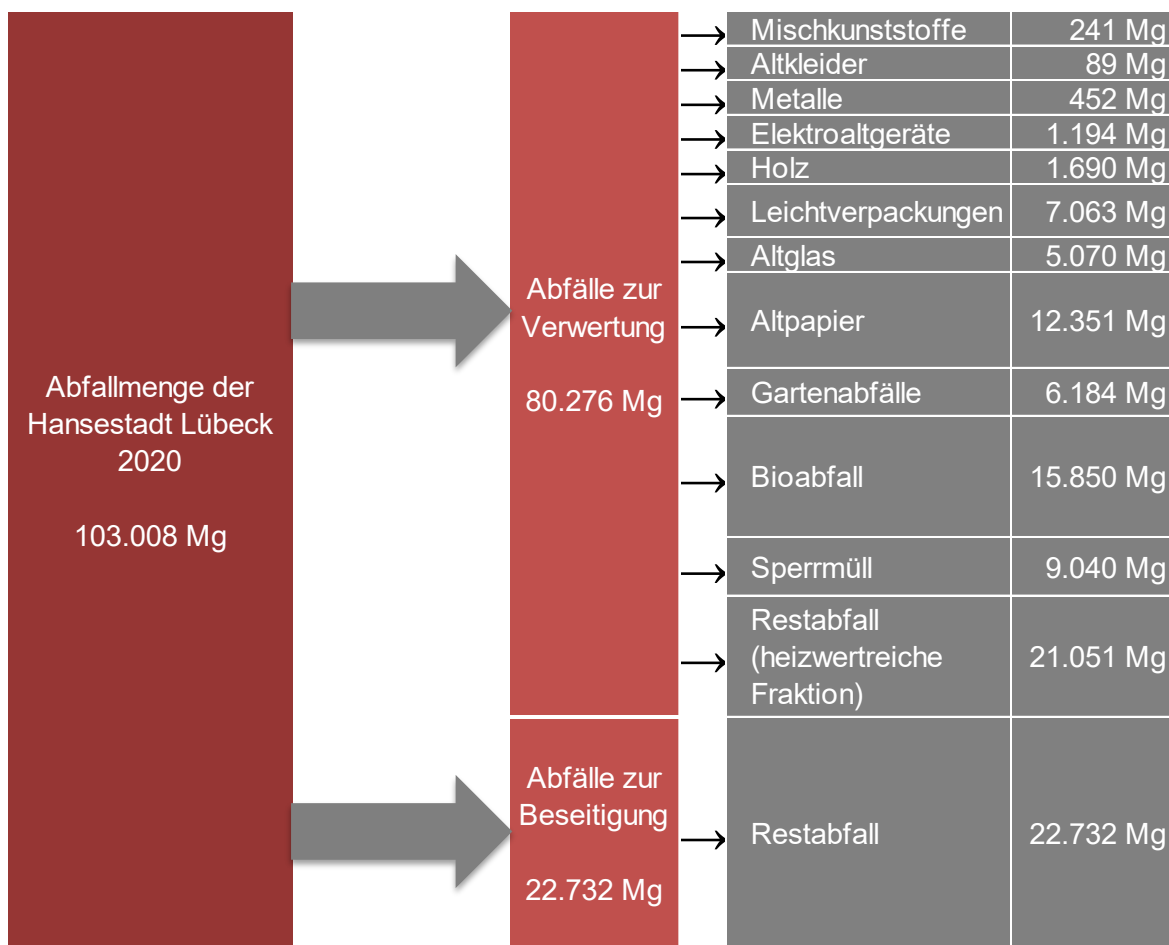 Abfallmenge der
Hansestadt Lübeck
2020
103.008 Mg
Abfälle zur
Verwertung
80.276 Mg
Mischkunststoffe 241 Mg
Altkleider 89 Mg
Metalle 452 Mg
Elektroaltgeräte 1.194 Mg
Holz 1.690 Mg
Leichtverpackungen 7.063 Mg
Altglas 5.070 Mg
Altpapier 12.351 Mg
Gartenabfälle 6.184 Mg
Bioabfall 15.850 Mg
Sperrmüll 9.040 Mg
Restabfall
(heizwertreiche 21.051 Mg
Fraktion)
Abfälle zur
Beseitigung
22.732 Mg
Restabfall 22.732 Mg